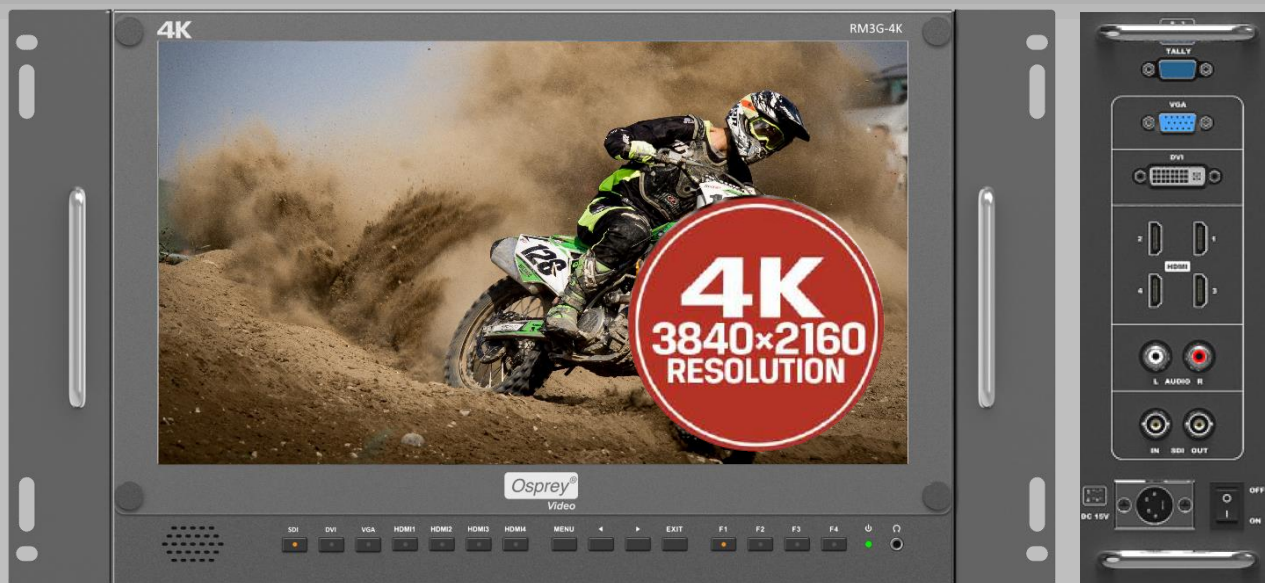 4K
RM3G-4K
128
4K
3840×2160
RESOLUTION
Osprey®
Video
SDI DVI VGA HDMI1 HDMI2 HDMI3 HDMI4 MENU ◄ ► EXIT F1 F2 F3 F4
TALLY
VGA
DVI
2 1
HDMI
4 3
L AUDIO R
IN SDI OUT
DC 15V
OFF
ON